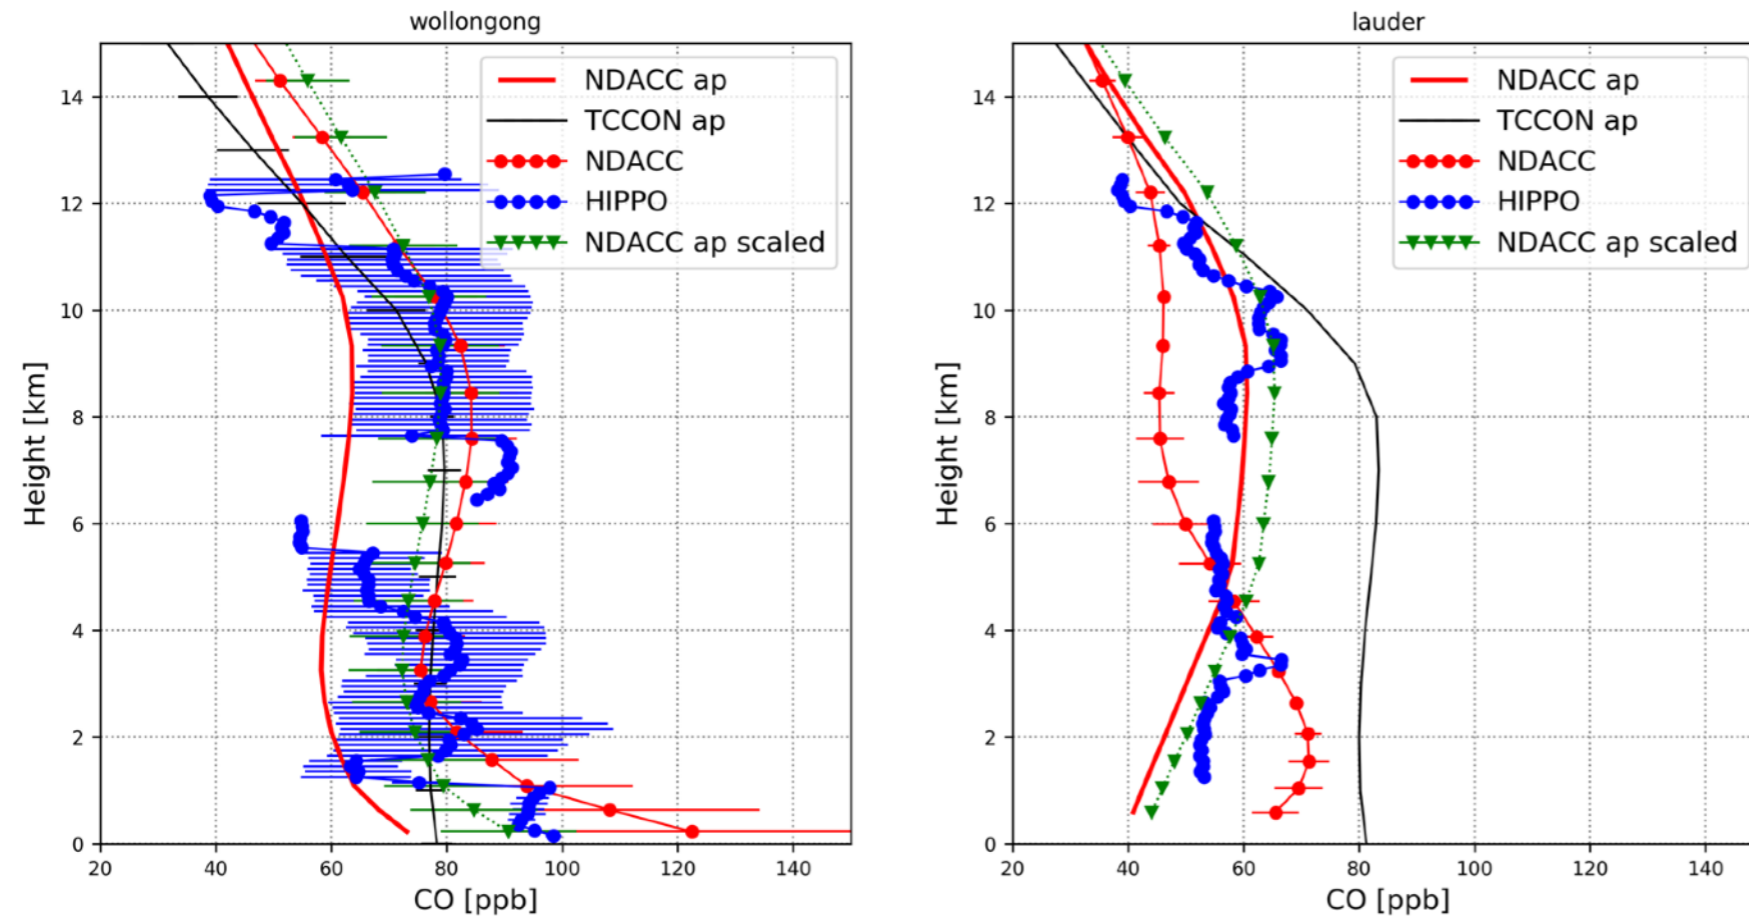 wollongong
NDACC ap
TCCON ap
NDACC
HIPPO
NDACC ap scaled
14
12
10
8
6
4
2
0
Height [km]
20 40 60 80 100 120 140
CO [ppb]
lauder
NDACC ap
TCCON ap
NDACC
HIPPO
NDACC ap scaled
14
12
10
8
6
4
2
0
Height [km]
20 40 60 80 100 120 140
CO [ppb]